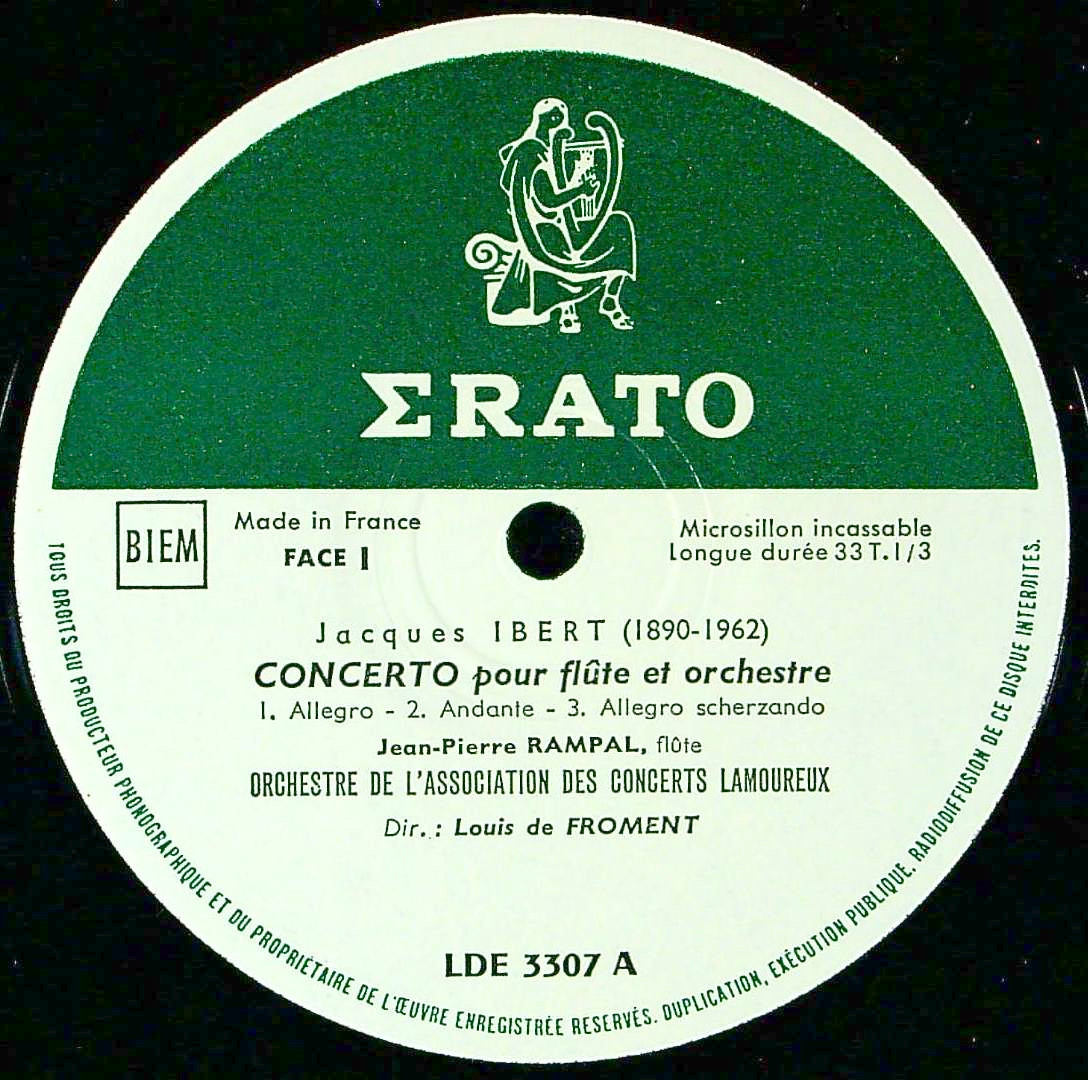 ΣRATO
BIEM
Made in France
FACE I
Microsillon incassable
Longue durée 33 T. 1/3
Jacques IBERT (1890-1962)
CONCERTO pour flûte et orchestre
1. Allegro - 2. Andante - 3. Allegro scherzando
Jean-Pierre RAMPAL, flûte
ORCHESTRE DE L'ASSOCIATION DES CONCERTS LAMOUREUX
Dir. : Louis de FROMENT
LDE 3307 A
TOUS DROITS DU PRODUCTEUR PHONOGRAPHIQUE ET DU PROPRIÉTAIRE DE L'ŒUVRE ENREGISTRÉE RESERVÉS. DUPLICATION, EXÉCUTION PUBLIQUE, RADIODIFFUSION DE CE DISQUE INTERDITES.